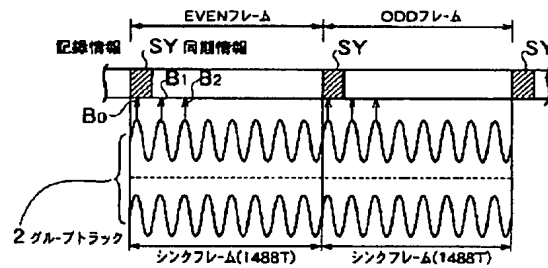 EVENフレーム ODDフレーム
記録情報 SY 同期情報 SY SY
B0 B1 B2
2 グループトラック
シンクフレーム(1488T) シンクフレーム(1488T)